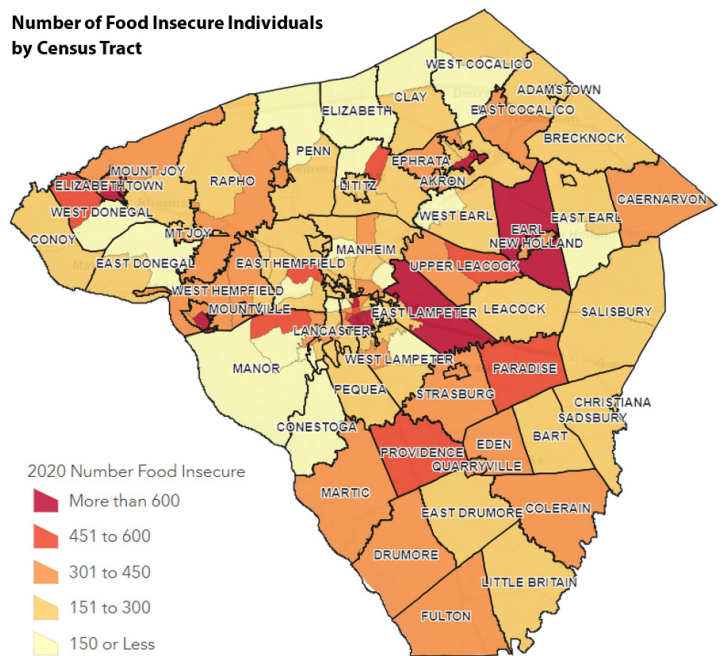 Number of Food Insecure Individuals
by Census Tract
WEST COCALICO
ADAMSTOWN
CLAY
EAST COCALICO
ELIZABETH
BRECKNOCK
PENN
EPHRATA
MOUNT JOY
RAPHO
LITITZ
AKRON
ELIZABETHTOWN
CAERNARVON
WEST DONEGAL
WEST EARL
EAST EARL
EARL
CONOY
MT JOY
MANHEIM
NEW HOLLAND
EAST DONEGAL
EAST HEMPFIELD
UPPER LEACOCK
WEST HEMPFIELD
MOUNTVILLE
EAST LAMPETER
LEACOCK
SALISBURY
LANCASTER
WEST LAMPETER
MANOR
PARADISE
PEQUEA
STRASBURG
CHRISTIANA
SADSBURY
CONESTOGA
BART
EDEN
PROVIDENCE
QUARRYVILLE
2020 Number Food Insecure
More than 600
MARTIC
EAST DRUMORE
COLERAIN
451 to 600
DRUMORE
301 to 450
LITTLE BRITAIN
151 to 300
FULTON
150 or Less